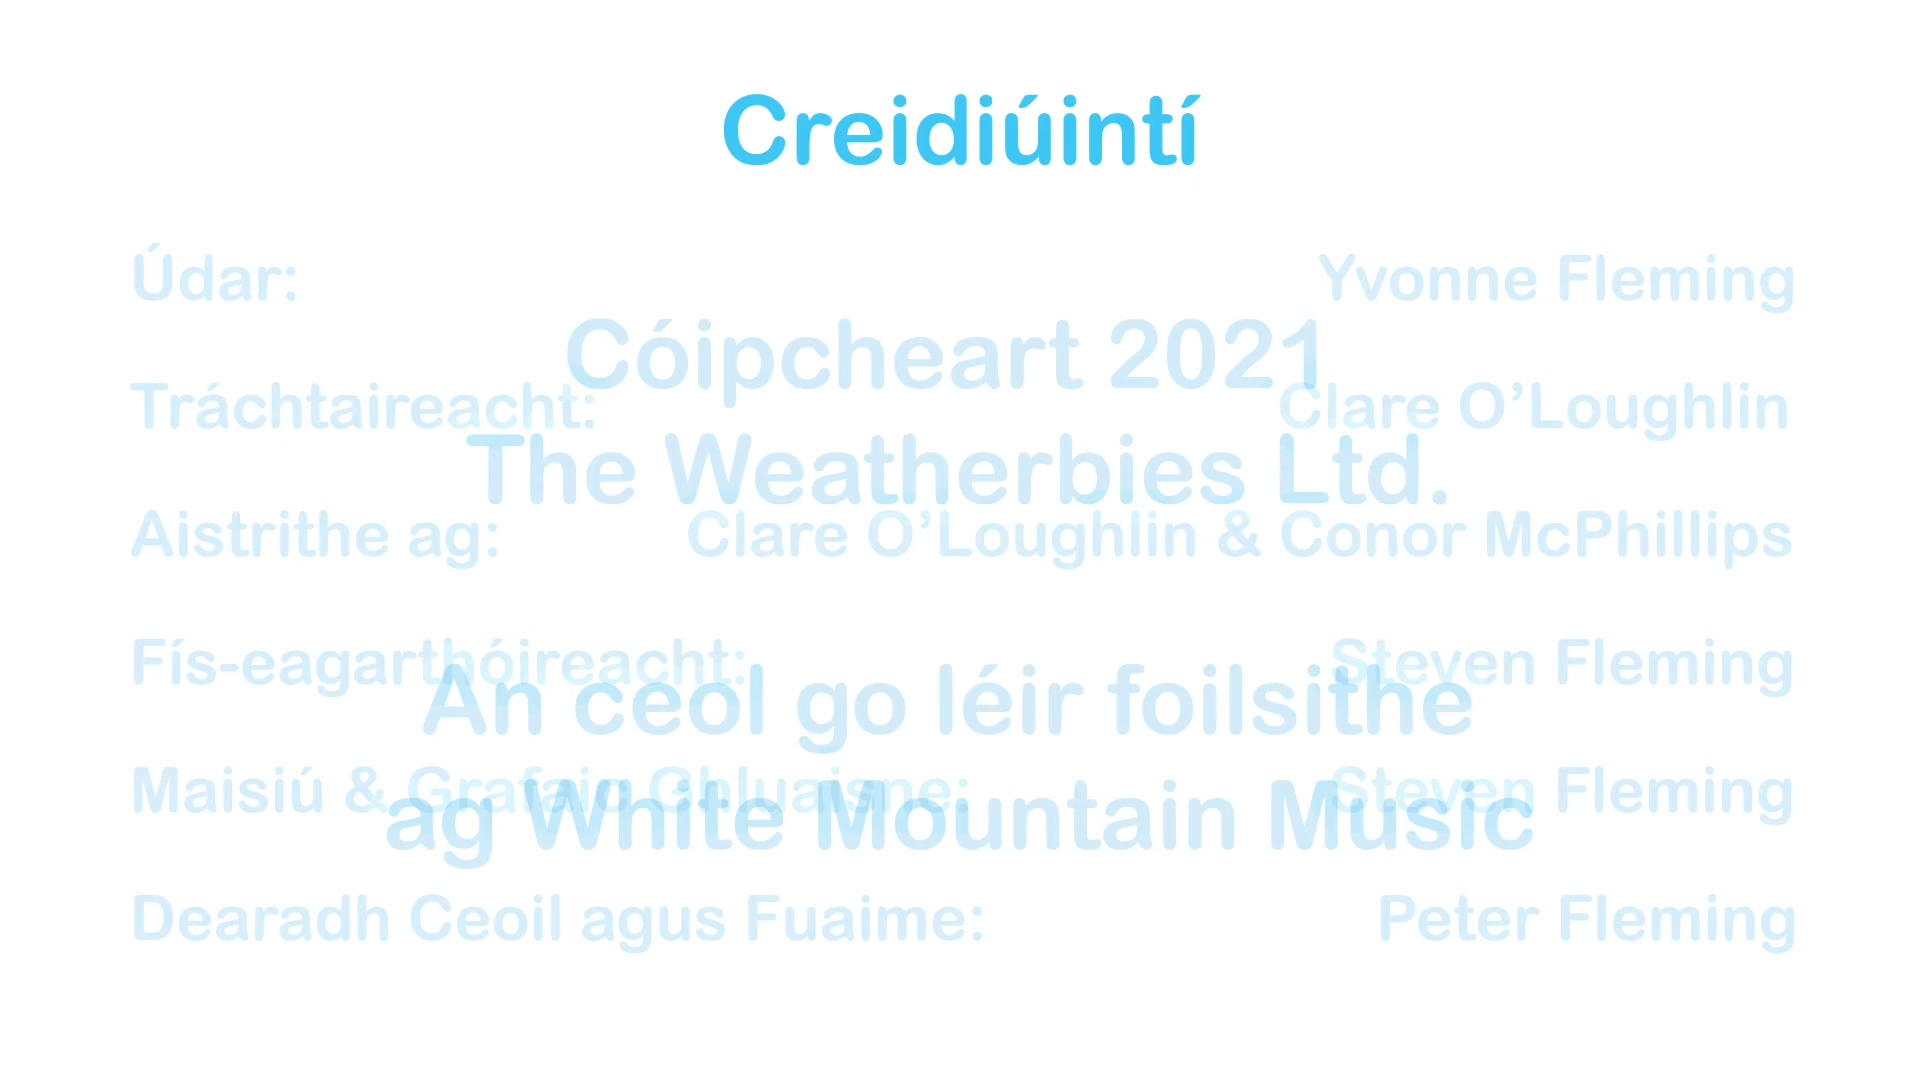 Creidiúintí
Údar: Yvonne Fleming
Cóipcheart 2021
Tráchtaireacht: Clare O’Loughlin
The Weatherbies Ltd.
Aistrithe ag: Clare O’Loughlin & Conor McPhillips
Fís-eagarthóireacht: Steven Fleming
An ceol go léir foilsithe
Maisiú & Grafaic Ghluaisne: Steven Fleming
ag White Mountain Music
Dearadh Ceoil agus Fuaime: Peter Fleming